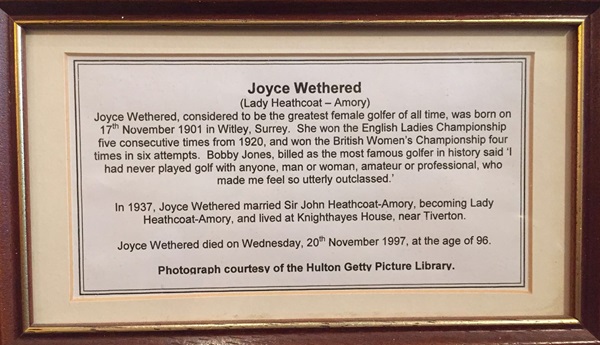 Joyce Wethered
(Lady Heathcoat – Amory)
Joyce Wethered, considered to be the greatest female golfer of all time, was born on
17th November 1901 in Witley, Surrey. She won the English Ladies Championship
five consecutive times from 1920, and won the British Women's Championship four
times in six attempts. Bobby Jones, billed as the most famous golfer in history said 'I
had never played golf with anyone, man or woman, amateur or professional, who
made me feel so utterly outclassed.'
In 1937, Joyce Wethered married Sir John Heathcoat-Amory, becoming Lady
Heathcoat-Amory, and lived at Knighthayes House, near Tiverton.
Joyce Wethered died on Wednesday, 20th November 1997, at the age of 96.
Photograph courtesy of the Hulton Getty Picture Library.